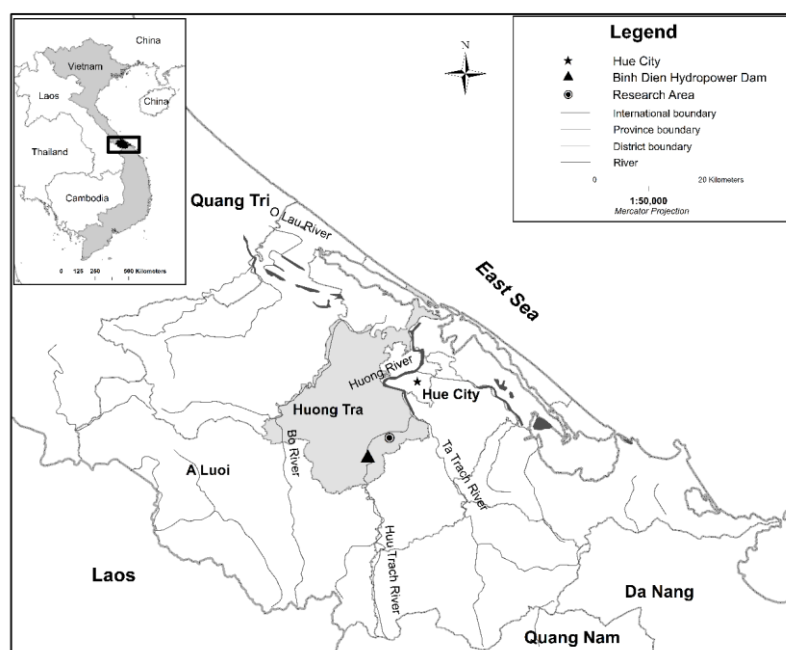 China
Vietnam
Laos
China
Thailand
Cambodia
0 125 250 500 Kilometers
N
Legend
Hue City
Binh Dien Hydropower Dam
Research Area
International boundary
Province boundary
District boundary
River
0 20 Kilometers
1:50,000
Mercator Projection
Quang Tri
O Lau River
East Sea
Huong River
Hue City
Huong Tra
Bo River
A Luoi
Ta Trach River
Huu Trach River
Laos
Da Nang
Quang Nam